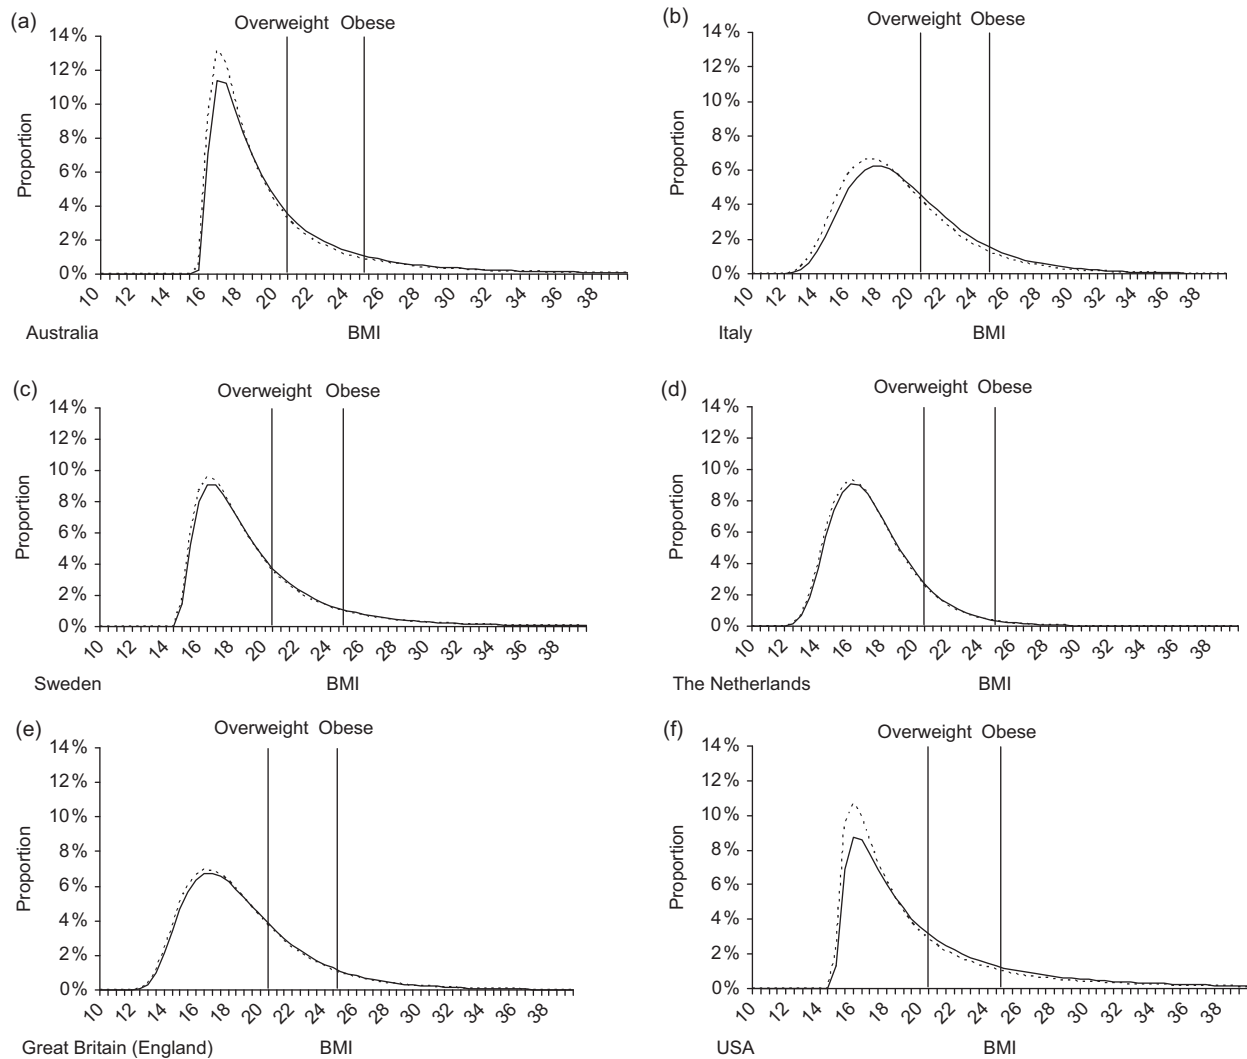 (a)
Overweight Obese
14%
12%
10%
8%
6%
4%
2%
0%
Proportion
10 12 14 16 18 20 22 24 26 28 30 32 34 36 38
Australia
BMI
(b)
Overweight Obese
14%
12%
10%
8%
6%
4%
2%
0%
Proportion
10 12 14 16 18 20 22 24 26 28 30 32 34 36 38
Italy
BMI
(c)
Overweight Obese
14%
12%
10%
8%
6%
4%
2%
0%
Proportion
10 12 14 16 18 20 22 24 26 28 30 32 34 36 38
Sweden
BMI
(d)
Overweight Obese
14%
12%
10%
8%
6%
4%
2%
0%
Proportion
10 12 14 16 18 20 22 24 26 28 30 32 34 36 38
The Netherlands
BMI
(e)
Overweight Obese
14%
12%
10%
8%
6%
4%
2%
0%
Proportion
10 12 14 16 18 20 22 24 26 28 30 32 34 36 38
Great Britain (England)
BMI
(f)
Overweight Obese
14%
12%
10%
8%
6%
4%
2%
0%
Proportion
10 12 14 16 18 20 22 24 26 28 30 32 34 36 38
USA
BMI